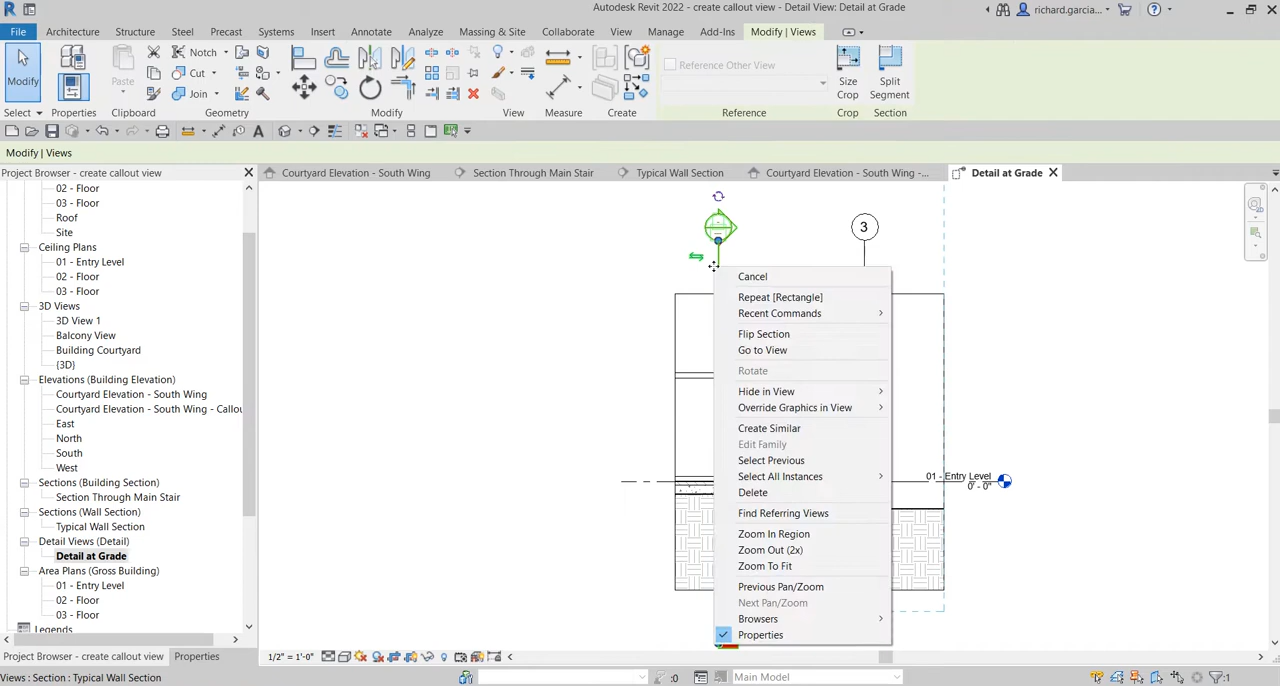 Autodesk Revit 2022 - create callout view - Detail View: Detail at Grade
richard.garcia...
File Architecture Structure Steel Precast Systems Insert Annotate Analyze Massing & Site Collaborate View Manage Add-Ins Modify | Views
Modify
Paste
Notch
Cut
Join
Reference Other View
Size Crop
Split Segment
Select Properties Clipboard Geometry Modify View Measure Create Reference Crop Section
Modify | Views
Project Browser - create callout view
Courtyard Elevation - South Wing
Section Through Main Stair
Typical Wall Section
Courtyard Elevation - South Wing -...
Detail at Grade
02 - Floor
03 - Floor
Roof
Site
Ceiling Plans
01 - Entry Level
02 - Floor
03 - Floor
3D Views
3D View 1
Balcony View
Building Courtyard
{3D}
Elevations (Building Elevation)
Courtyard Elevation - South Wing
Courtyard Elevation - South Wing - Callou
East
North
South
West
Sections (Building Section)
Section Through Main Stair
Sections (Wall Section)
Typical Wall Section
Detail Views (Detail)
Detail at Grade
Area Plans (Gross Building)
01 - Entry Level
02 - Floor
03 - Floor
Legends
3
Cancel
Repeat [Rectangle]
Recent Commands
Flip Section
Go to View
Rotate
Hide in View
Override Graphics in View
Create Similar
Edit Family
Select Previous
Select All Instances
Delete
Find Referring Views
Zoom In Region
Zoom Out (2x)
Zoom To Fit
Previous Pan/Zoom
Next Pan/Zoom
Browsers
Properties
01 - Entry Level
0' - 0"
Project Browser - create callout view Properties
1/2" = 1'-0"
Views : Section : Typical Wall Section
:0
Main Model
:1